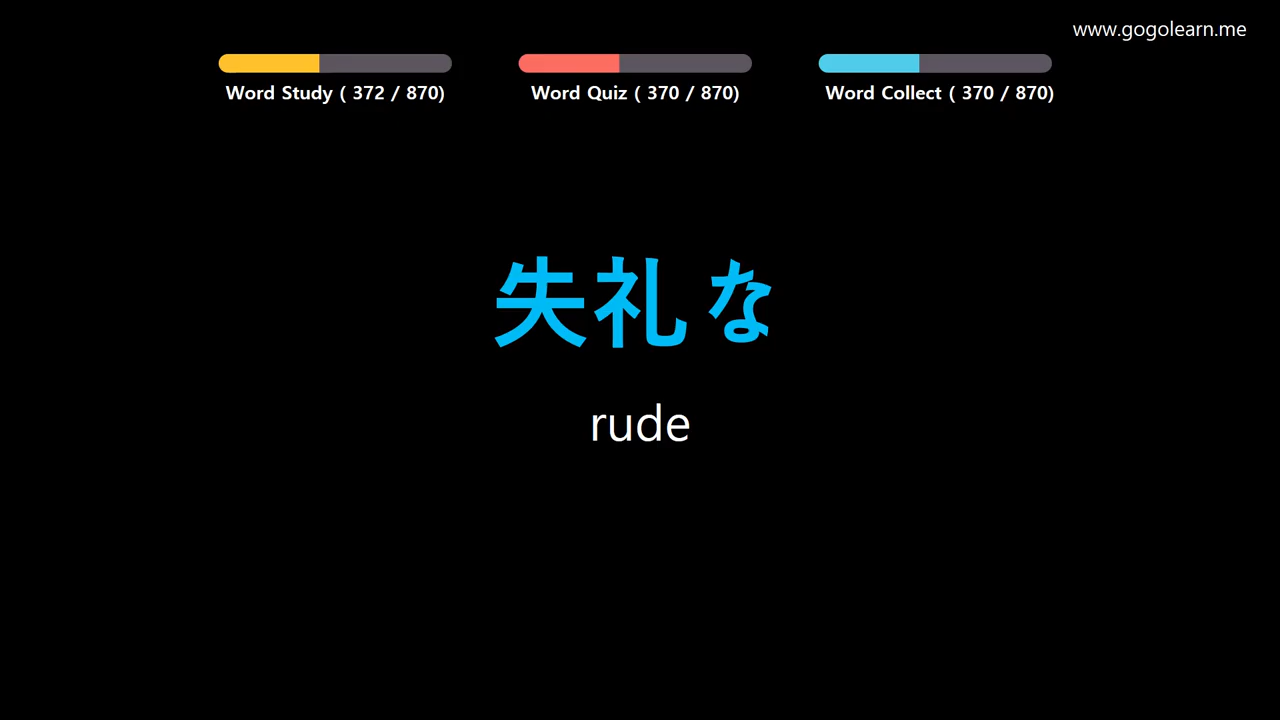 www.gogolearn.me
Word Study ( 372 / 870)
Word Quiz ( 370 / 870)
Word Collect ( 370 / 870)
失礼な
rude